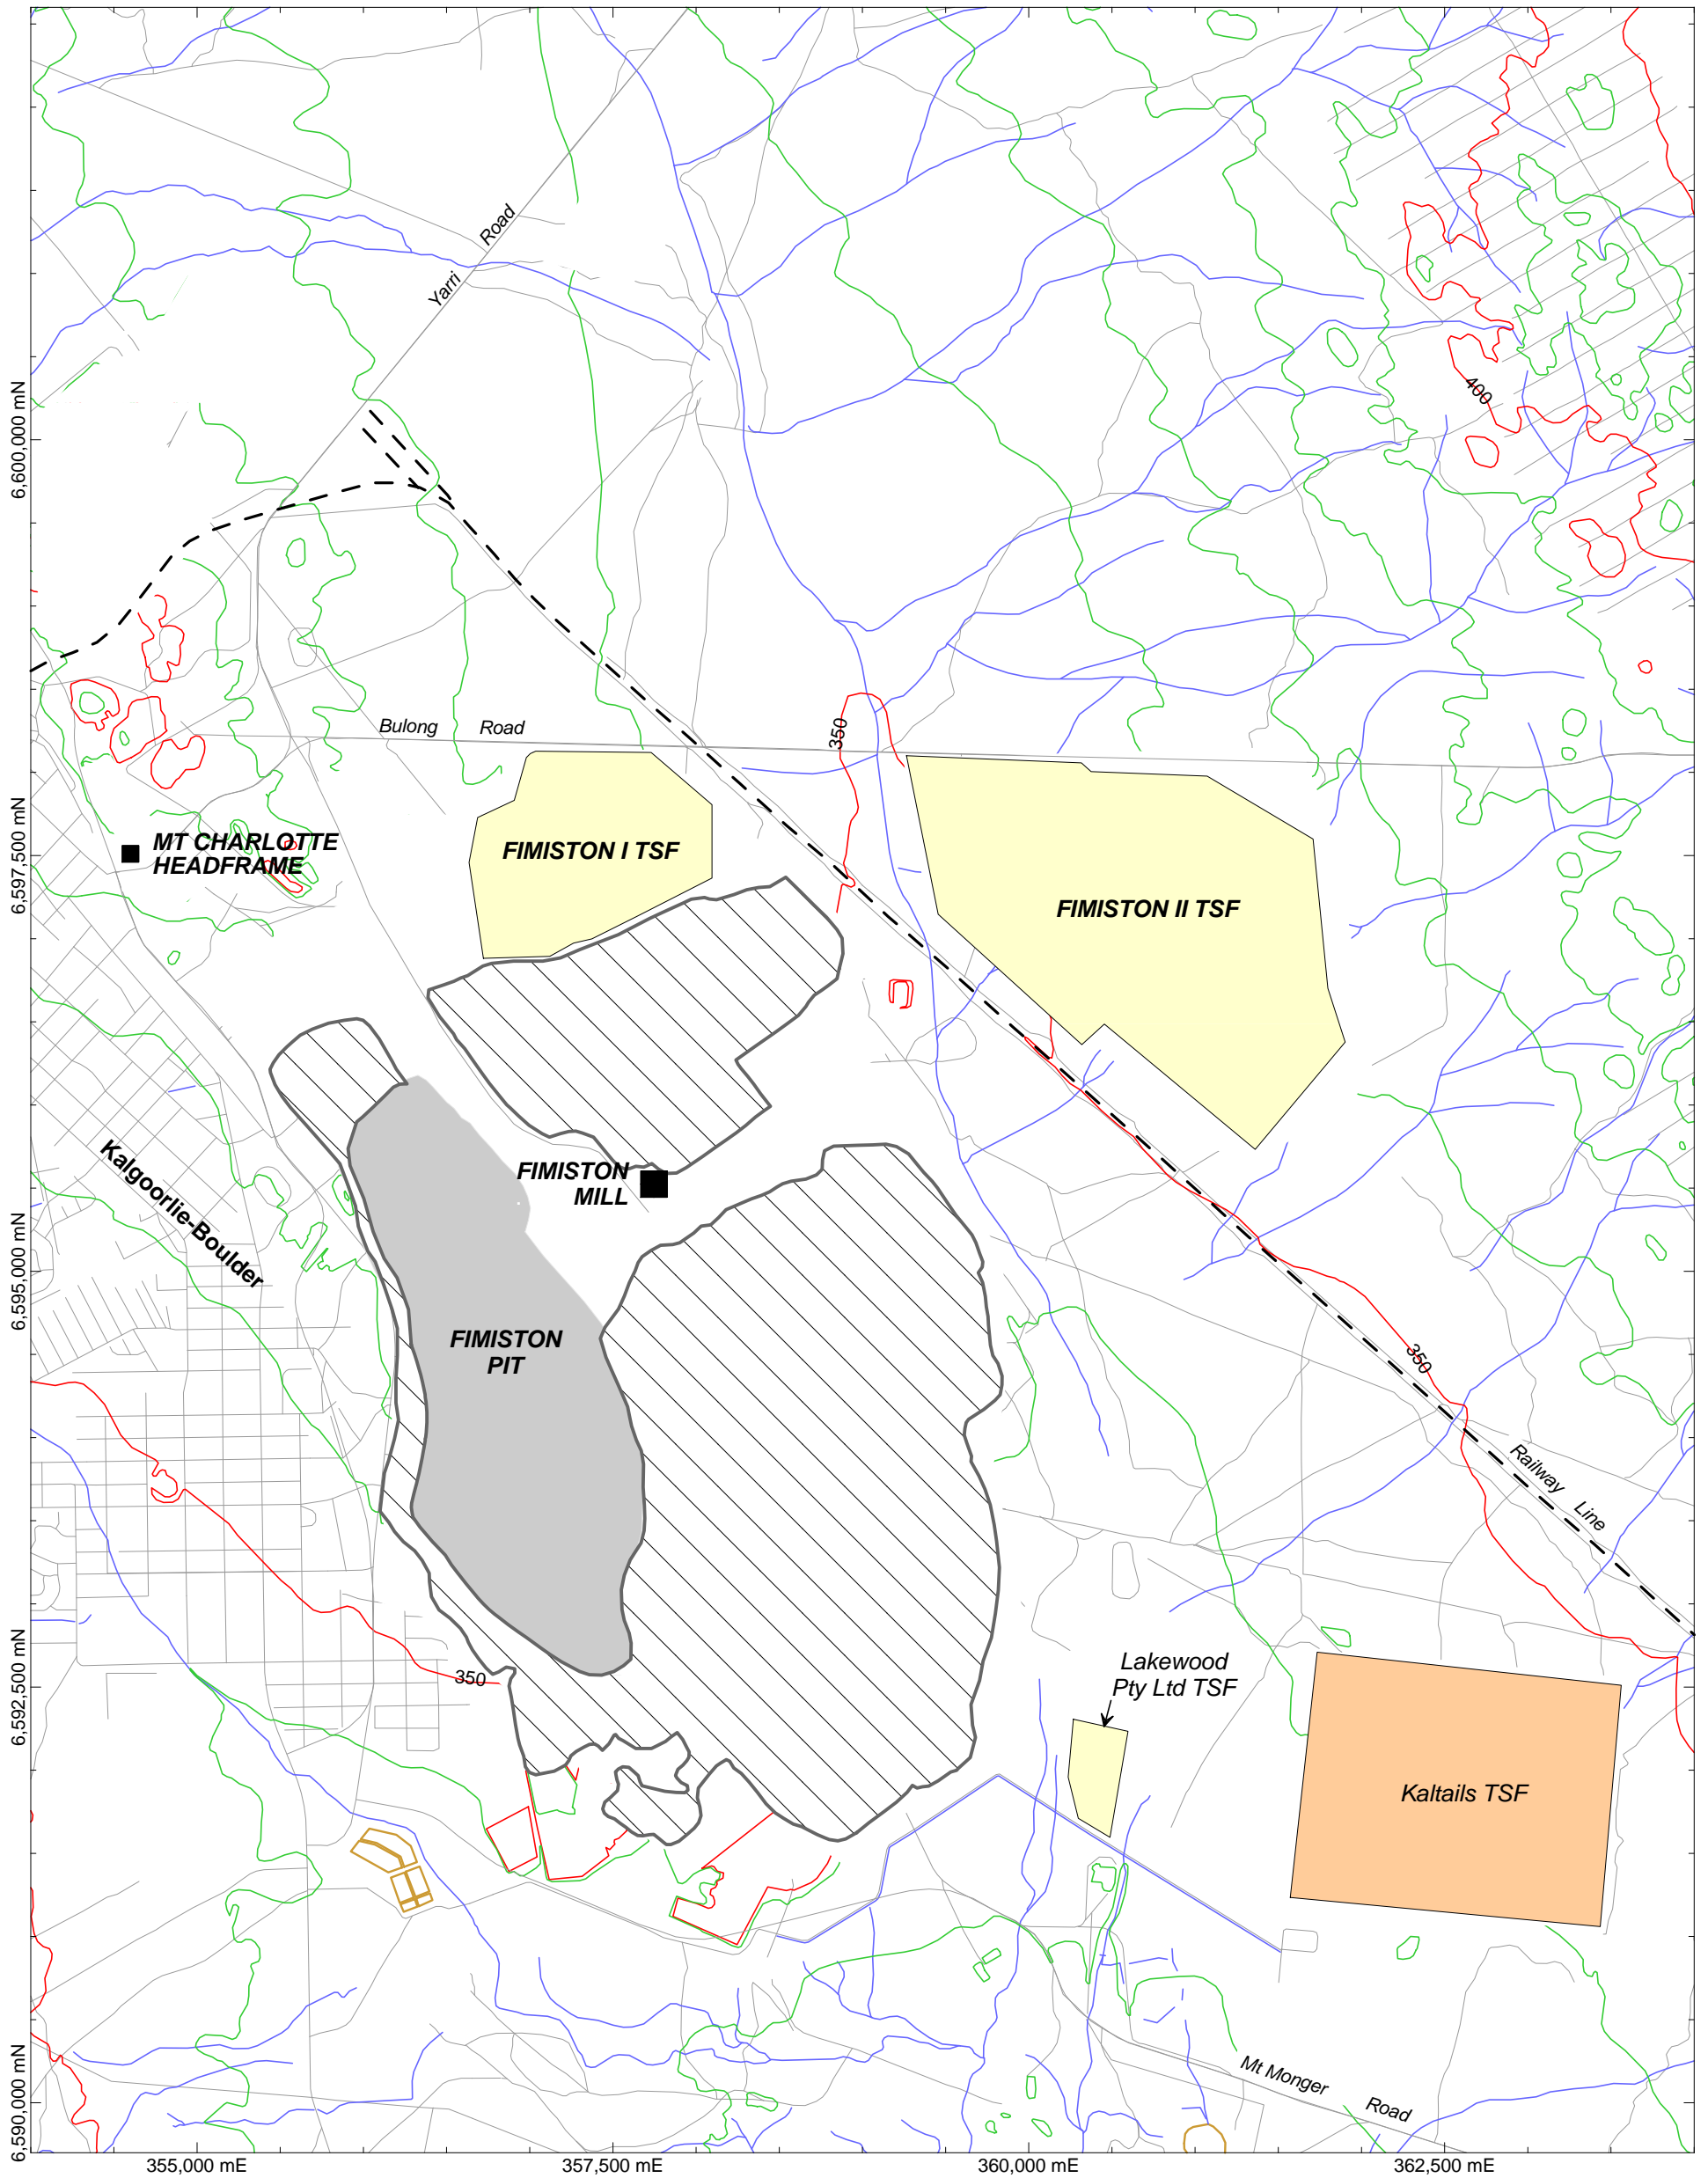 Yarri Road
400
6,600,000 mN
Bulong Road
350
MT CHARLOTTE
HEADFRAME
FIMISTON I TSF
6,597,500 mN
FIMISTON II TSF
Kalgoorlie-Boulder
FIMISTON
MILL
6,595,000 mN
FIMISTON
PIT
350
Railway Line
350
6,592,500 mN
Lakewood
Pty Ltd TSF
Kaltails TSF
Mt Monger Road
6,590,000 mN
355,000 mE
357,500 mE
360,000 mE
362,500 mE